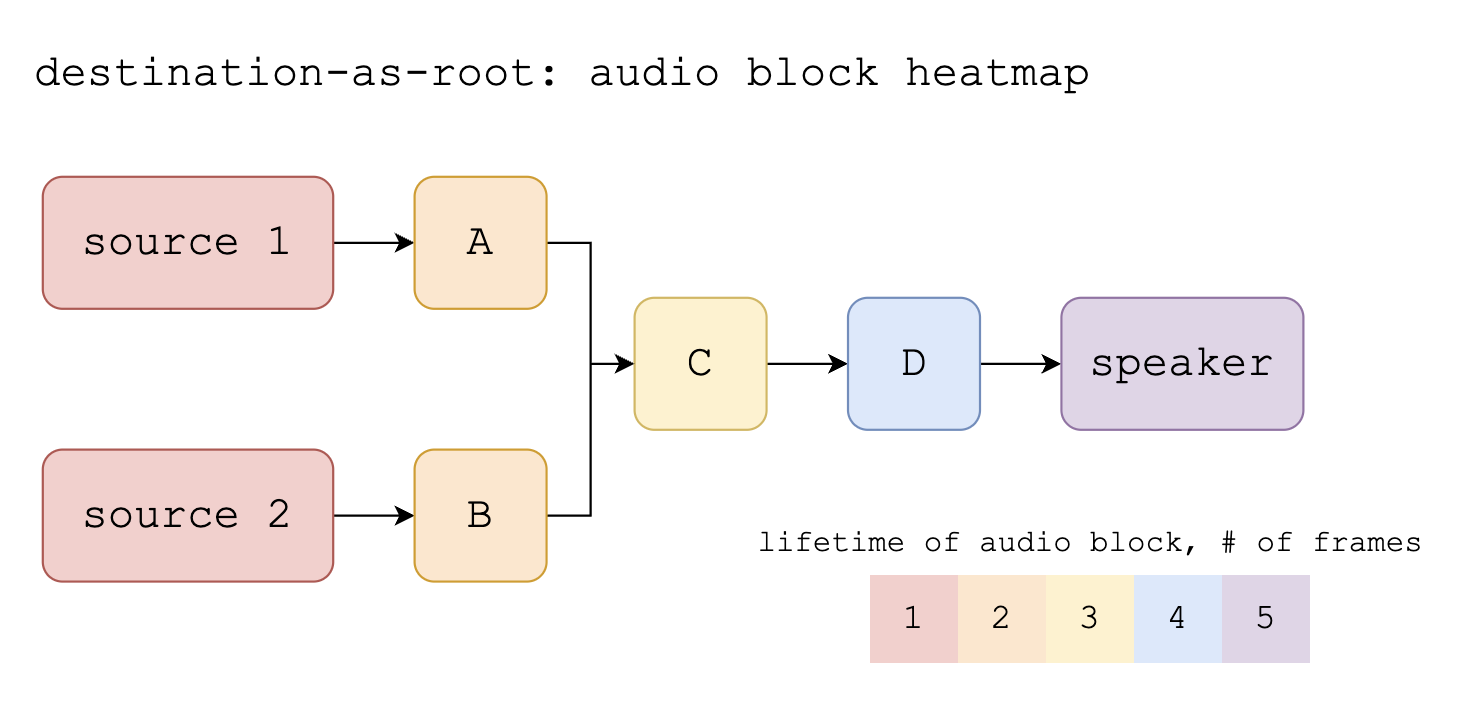 destination-as-root: audio block heatmap
source 1
A
C
D
speaker
source 2
B
lifetime of audio block, # of frames
1 2 3 4 5